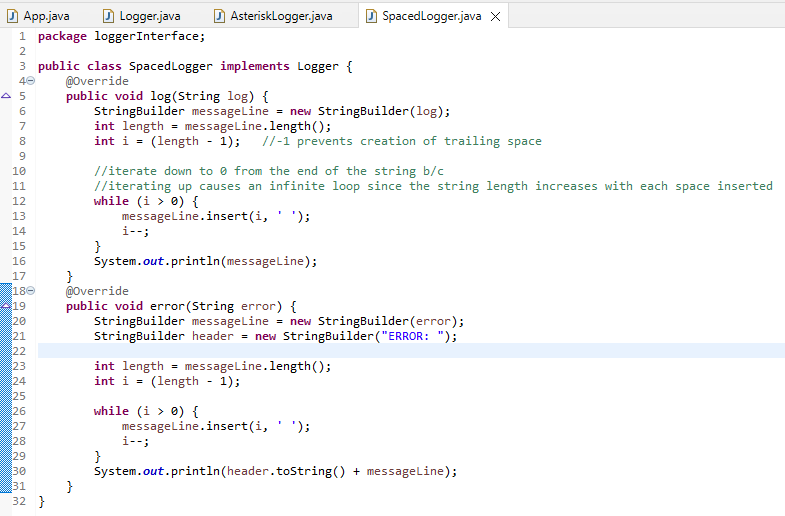 App.java Logger.java AsteriskLogger.java SpacedLogger.java
1 package loggerInterface;
2
3 public class SpacedLogger implements Logger {
4 @Override
5 public void log(String log) {
6 StringBuilder messageLine = new StringBuilder(log);
7 int length = messageLine.length();
8 int i = (length - 1); //-1 prevents creation of trailing space
9
10 //iterate down to 0 from the end of the string b/c
11 //iterating up causes an infinite loop since the string length increases with each space inserted
12 while (i > 0) {
13 messageLine.insert(i, ' ');
14 i--;
15 }
16 System.out.println(messageLine);
17 }
18 @Override
19 public void error(String error) {
20 StringBuilder messageLine = new StringBuilder(error);
21 StringBuilder header = new StringBuilder("ERROR: ");
22
23 int length = messageLine.length();
24 int i = (length - 1);
25
26 while (i > 0) {
27 messageLine.insert(i, ' ');
28 i--;
29 }
30 System.out.println(header.toString() + messageLine);
31 }
32 }